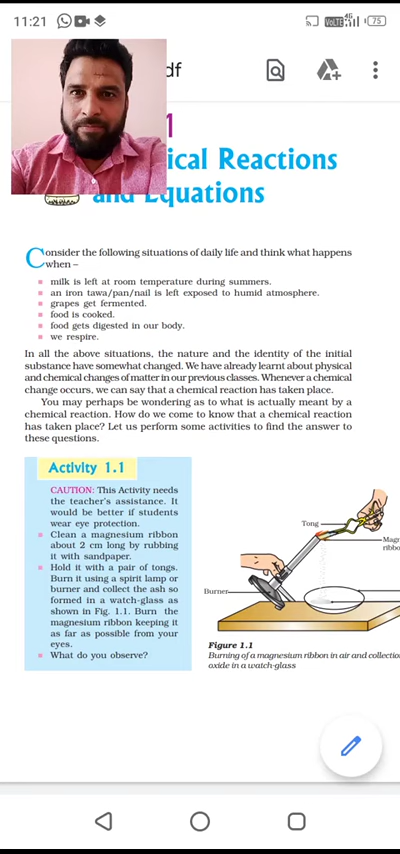 11:21
4G
VoLTE
75
df
1
ical Reactions
and Equations
Consider the following situations of daily life and think what happens
when –
milk is left at room temperature during summers.
an iron tawa/pan/nail is left exposed to humid atmosphere.
grapes get fermented.
food is cooked.
food gets digested in our body.
we respire.
In all the above situations, the nature and the identity of the initial
substance have somewhat changed. We have already learnt about physical
and chemical changes of matter in our previous classes. Whenever a chemical
change occurs, we can say that a chemical reaction has taken place.
You may perhaps be wondering as to what is actually meant by a
chemical reaction. How do we come to know that a chemical reaction
has taken place? Let us perform some activities to find the answer to
these questions.
Activity 1.1
CAUTION: This Activity needs
the teacher's assistance. It
would be better if students
wear eye protection.
Clean a magnesium ribbon
about 2 cm long by rubbing
it with sandpaper.
Hold it with a pair of tongs.
Burn it using a spirit lamp or
burner and collect the ash so
formed in a watch-glass as
shown in Fig. 1.1. Burn the
magnesium ribbon keeping it
as far as possible from your
eyes.
What do you observe?
Tong
Magn
ribbo
Burner
Figure 1.1
Burning of a magnesium ribbon in air and collectio
oxide in a watch-glass